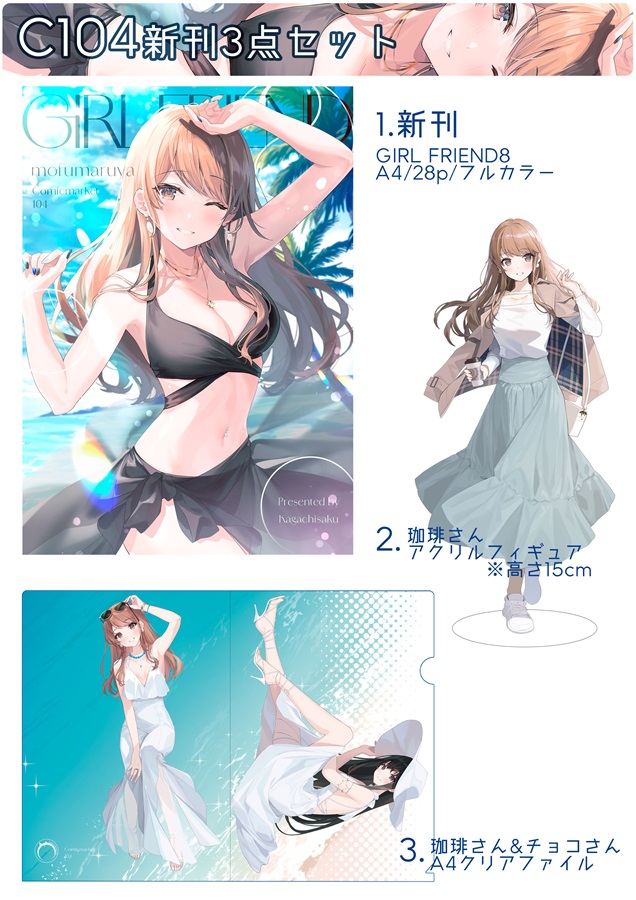 C104新刊3点セット
GIRL FRIEND
mofumaruya
Comicmarket
104
Presented by
Kagachisaku
1.新刊
GIRL FRIEND8
A4/28p/フルカラー
2.珈琲さん
アクリルフィギュア
※高さ15cm
3.珈琲さん&チョコさん
A4クリアファイル